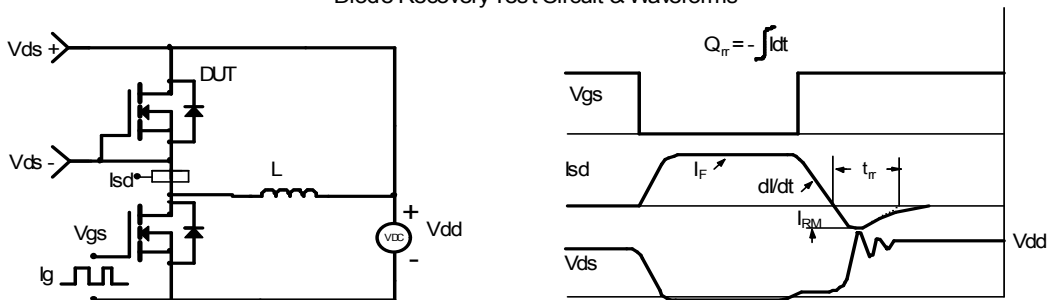 Diode Recovery Test Circuit & Waveforms
Vds +
DUT
Vds -
Isd
L
Vgs
Ig
VDC
+
-
Vdd
Qrr = - ∫Idt
Vgs
Isd
IF
dI/dt
trr
IRM
Vdd
Vds